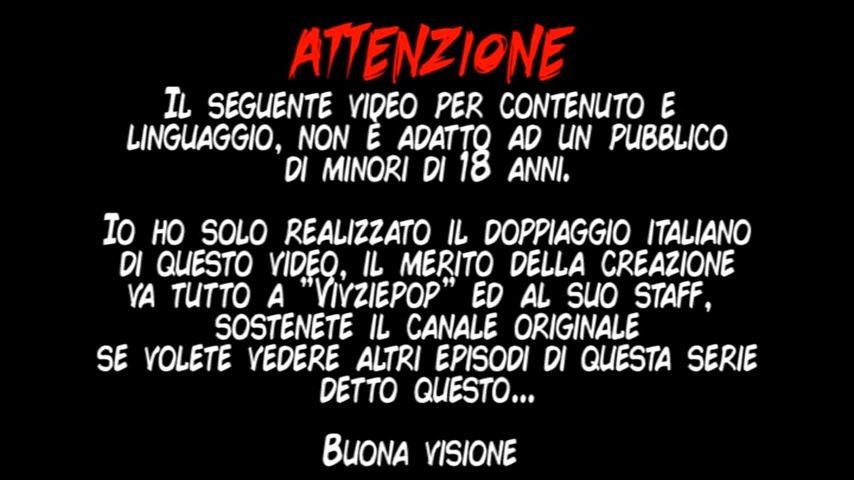 ATTENZIONE
IL SEGUENTE VIDEO PER CONTENUTO E
LINGUAGGIO, NON È ADATTO AD UN PUBBLICO
DI MINORI DI 18 ANNI.
IO HO SOLO REALIZZATO IL DOPPIAGGIO ITALIANO
DI QUESTO VIDEO, IL MERITO DELLA CREAZIONE
VA TUTTO A "VIVZIEPOP" ED AL SUO STAFF,
SOSTENETE IL CANALE ORIGINALE
SE VOLETE VEDERE ALTRI EPISODI DI QUESTA SERIE
DETTO QUESTO...
BUONA VISIONE